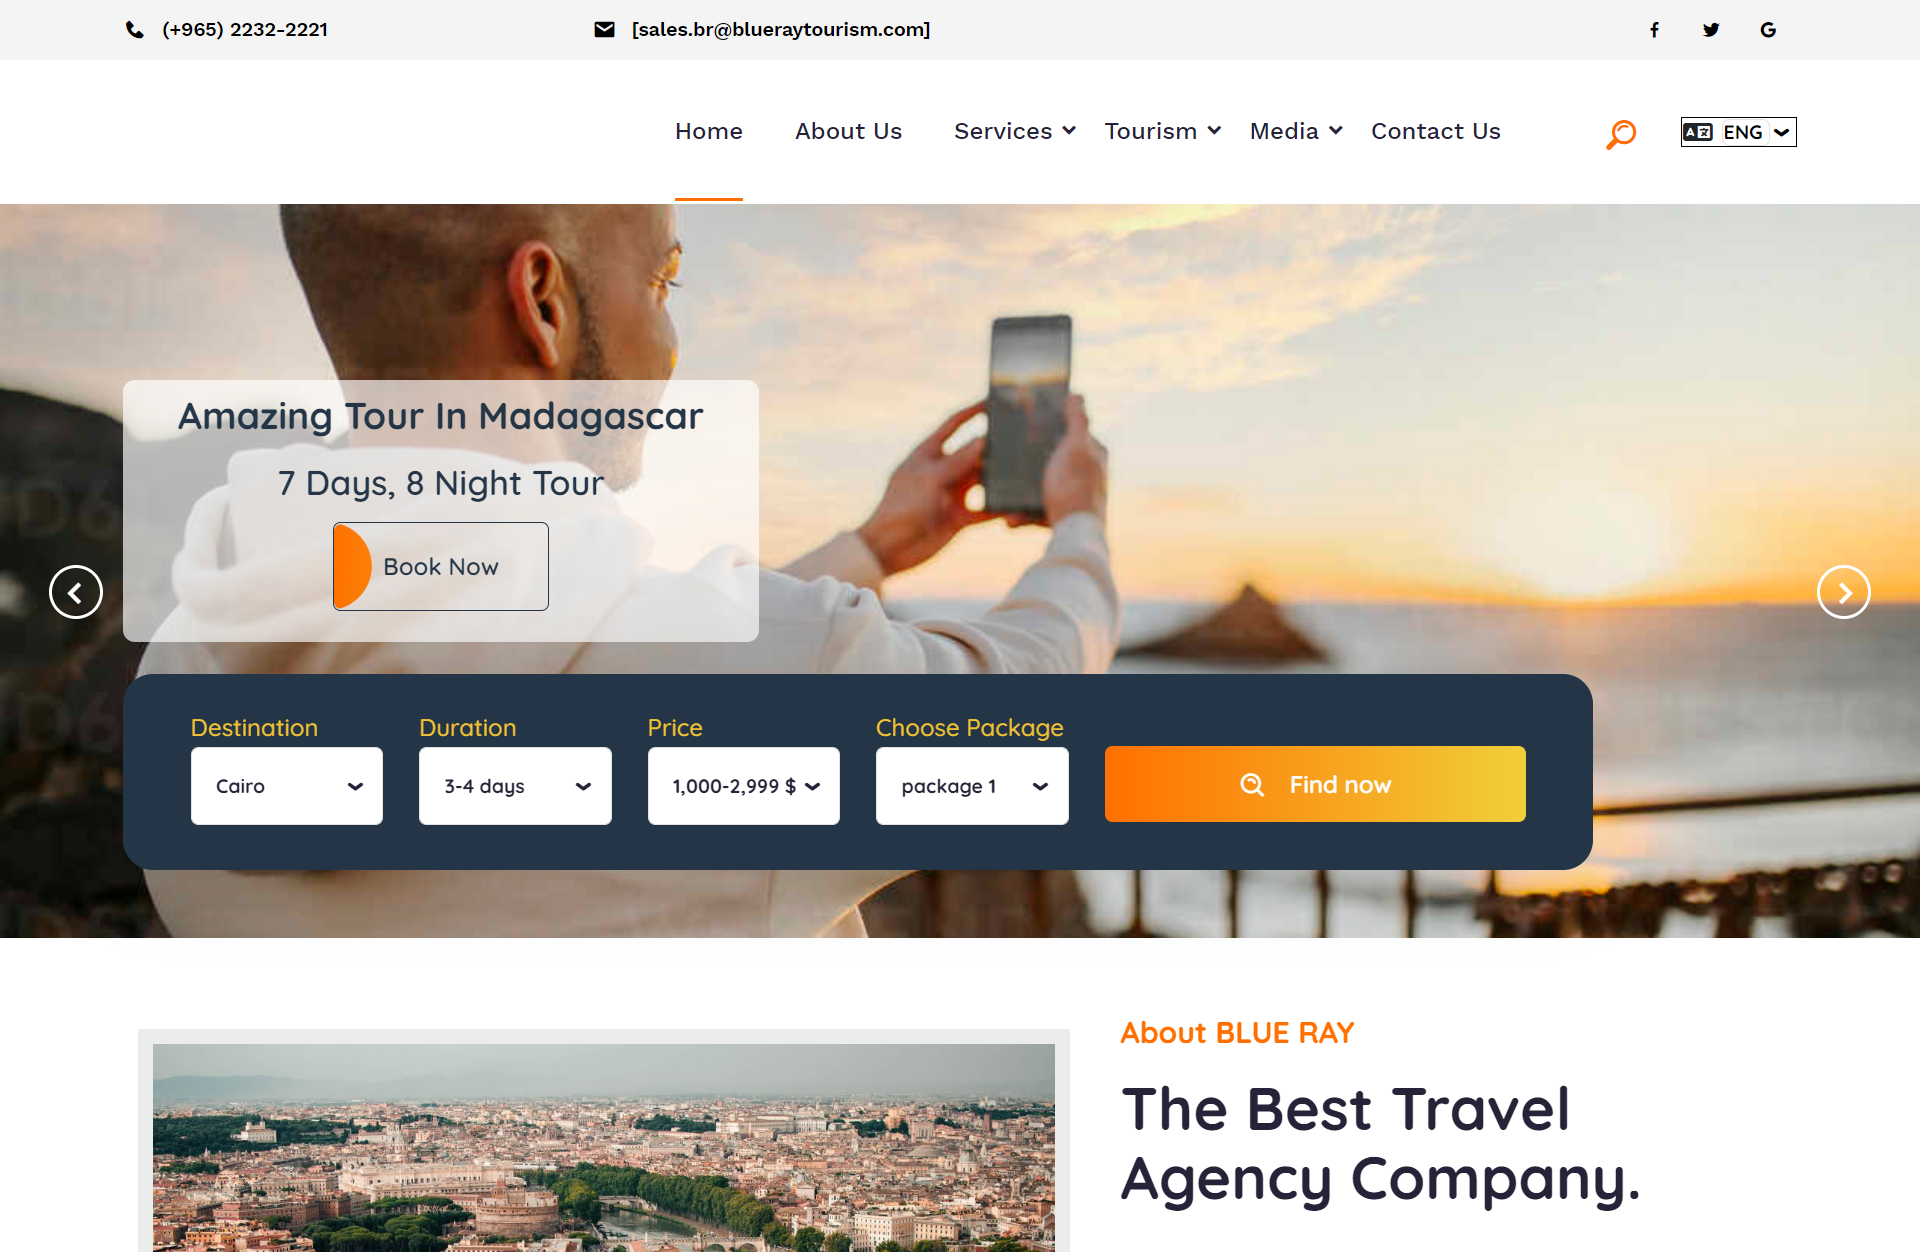 (+965) 2232-2221
[sales.br@blueraytourism.com]
Home
About Us
Services
Tourism
Media
Contact Us
ENG
Amazing Tour In Madagascar
7 Days, 8 Night Tour
Book Now
Destination
Duration
Price
Choose Package
Cairo
3-4 days
1,000-2,999 $
package 1
Find now
About BLUE RAY
The Best Travel
Agency Company.